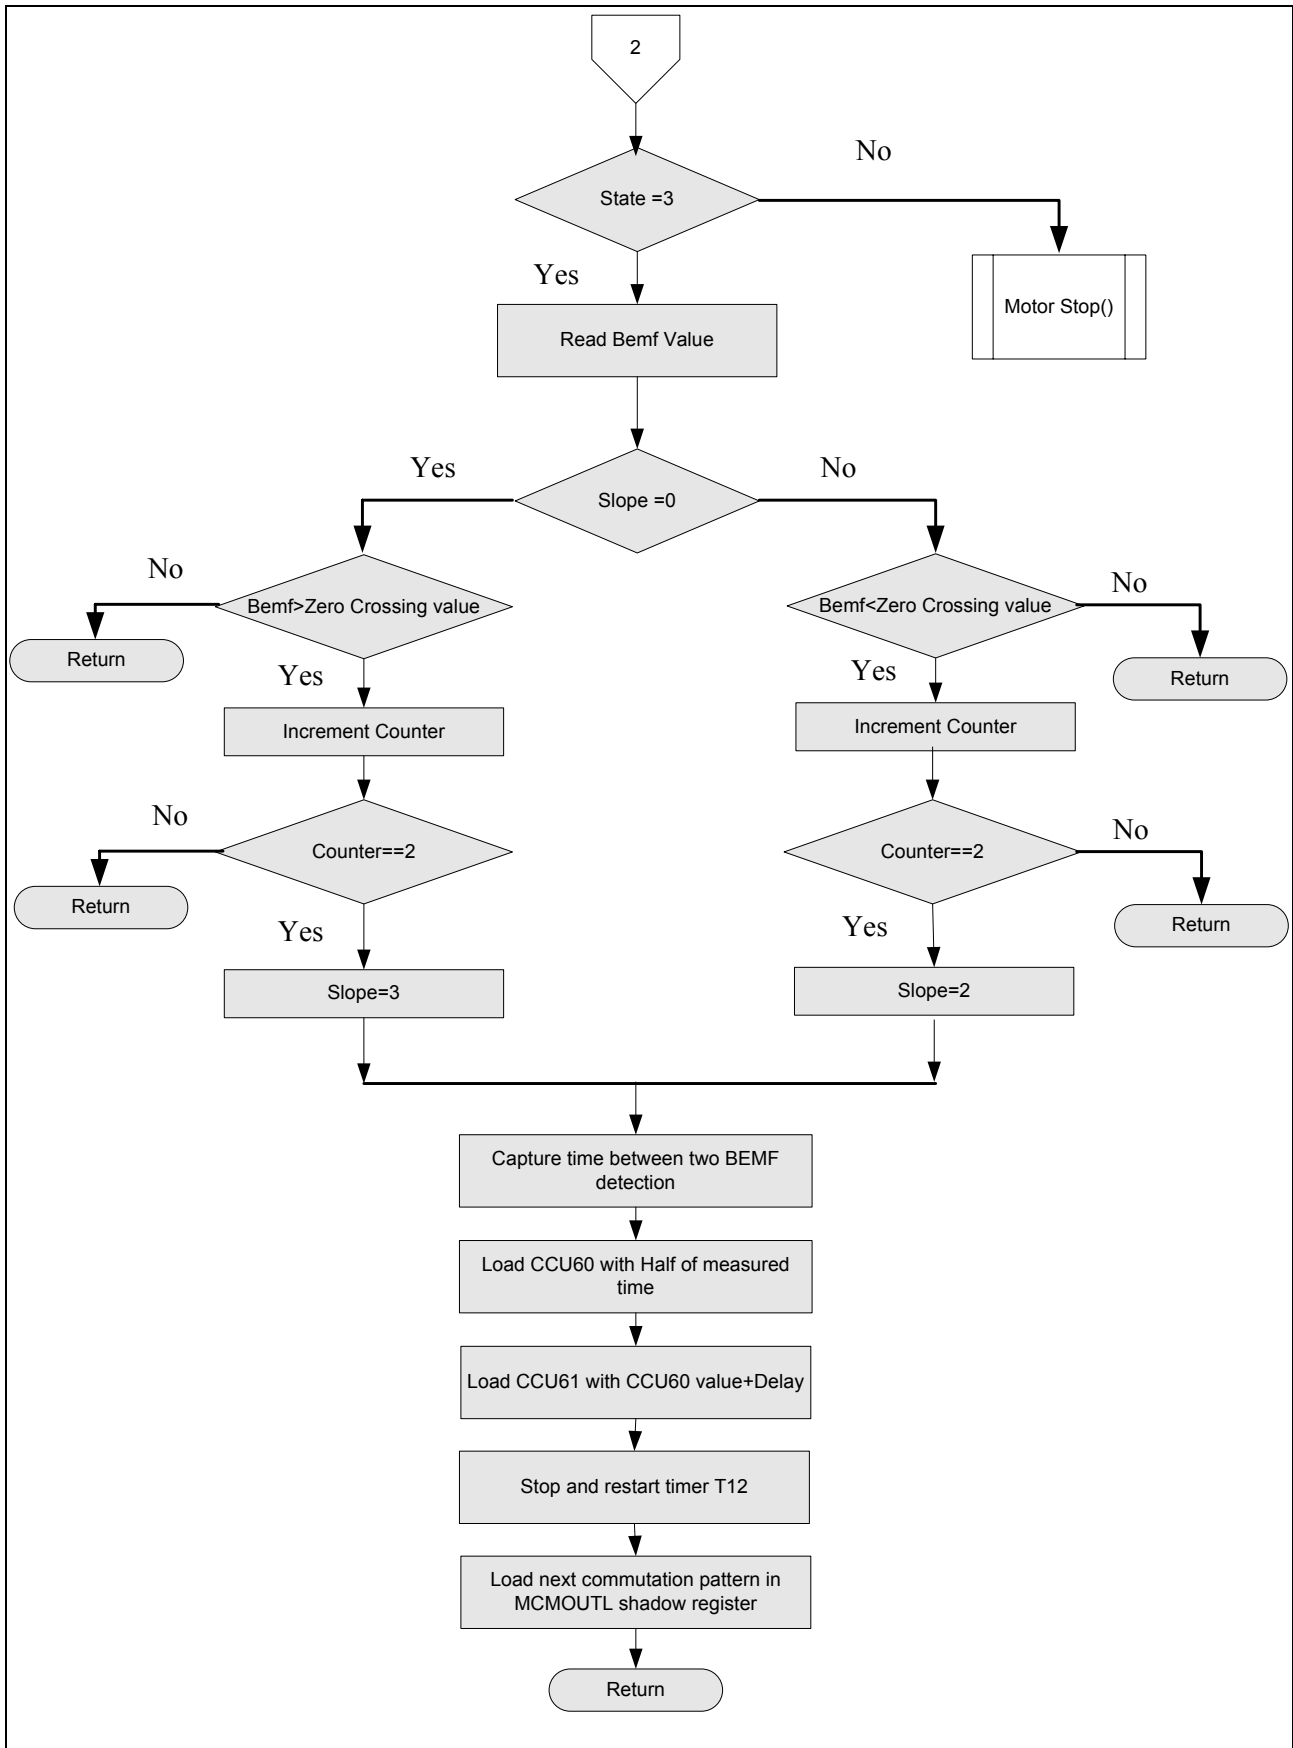 2
No
State =3
Yes
Motor Stop()
Read Bemf Value
Yes
No
Slope =0
No
Bemf>Zero Crossing value
Bemf<Zero Crossing value
No
Return
Return
Yes
Yes
Increment Counter
Increment Counter
No
Counter==2
Counter==2
No
Return
Return
Yes
Yes
Slope=3
Slope=2
Capture time between two BEMF
detection
Load CCU60 with Half of measured
time
Load CCU61 with CCU60 value+Delay
Stop and restart timer T12
Load next commutation pattern in
MCMOUTL shadow register
Return